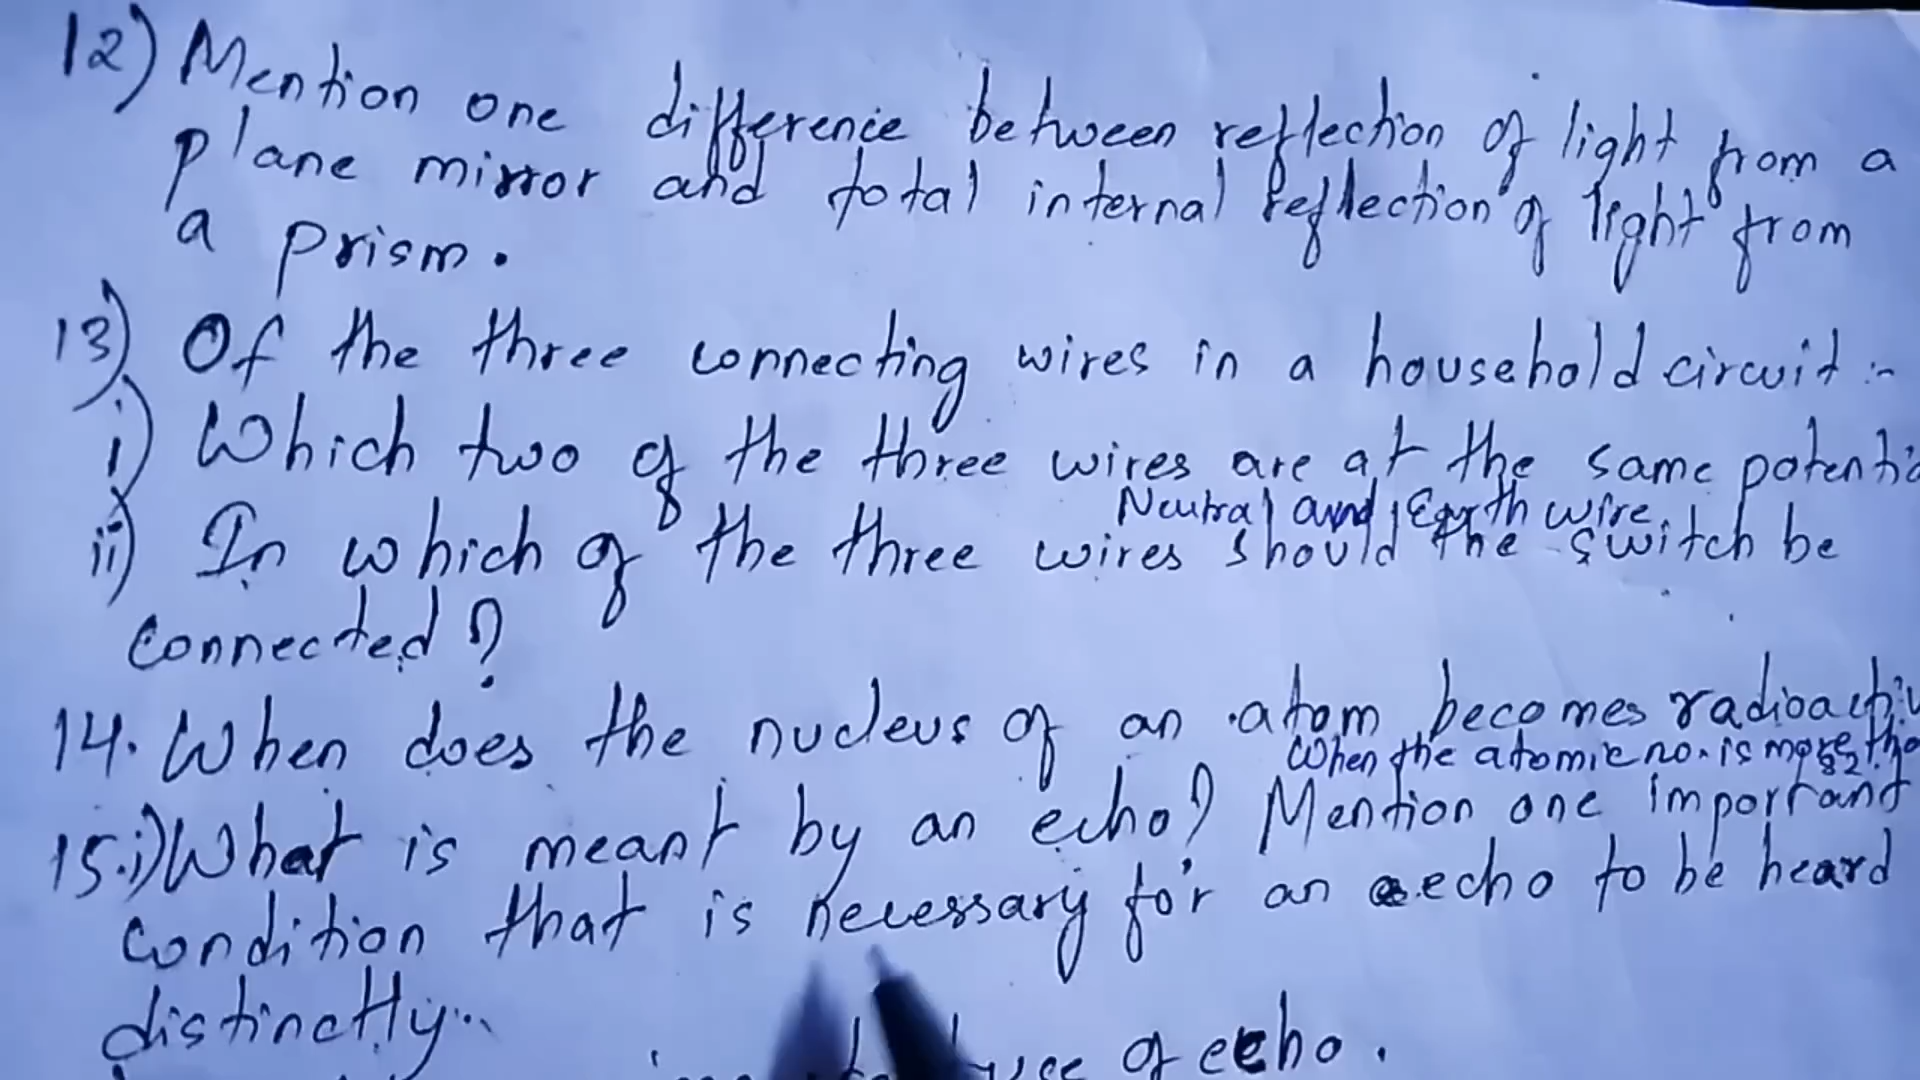 12) Mention one difference between reflection of light from a
plane mirror and total internal reflection of light from
a prism.
13) Of the three connecting wires in a household circuit :-
i) Which two of the three wires are at the same potentia
Neutral and Earth wire.
ii) In which of the three wires should the switch be
connected?
14. When does the nucleus of an atom becomes radioactiv
When the atomic no. is more tha
82.
15.i) What is meant by an echo? Mention one important
condition that is necessary for an echo to be heard
distinctly..
use of echo.